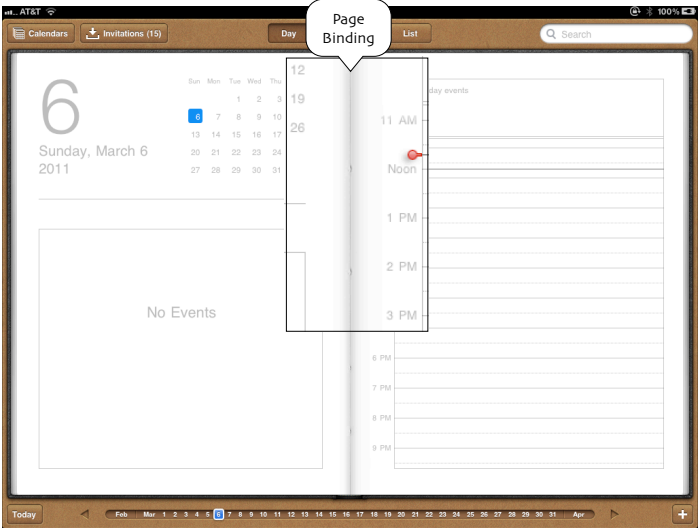 AT&T 100%
Page
Binding
Calendars Invitations (15) Day List Search
6
Sunday, March 6
2011
Sun Mon Tue Wed Thu
1 2 3
6 7 8 9 10
13 14 15 16 17
20 21 22 23 24
27 28 29 30 31
12
19
26
day events
11 AM
Noon
1 PM
2 PM
3 PM
No Events
6 PM
7 PM
8 PM
9 PM
Today Feb Mar 1 2 3 4 5 6 7 8 9 10 11 12 13 14 15 16 17 18 19 20 21 22 23 24 25 26 27 28 29 30 31 Apr +